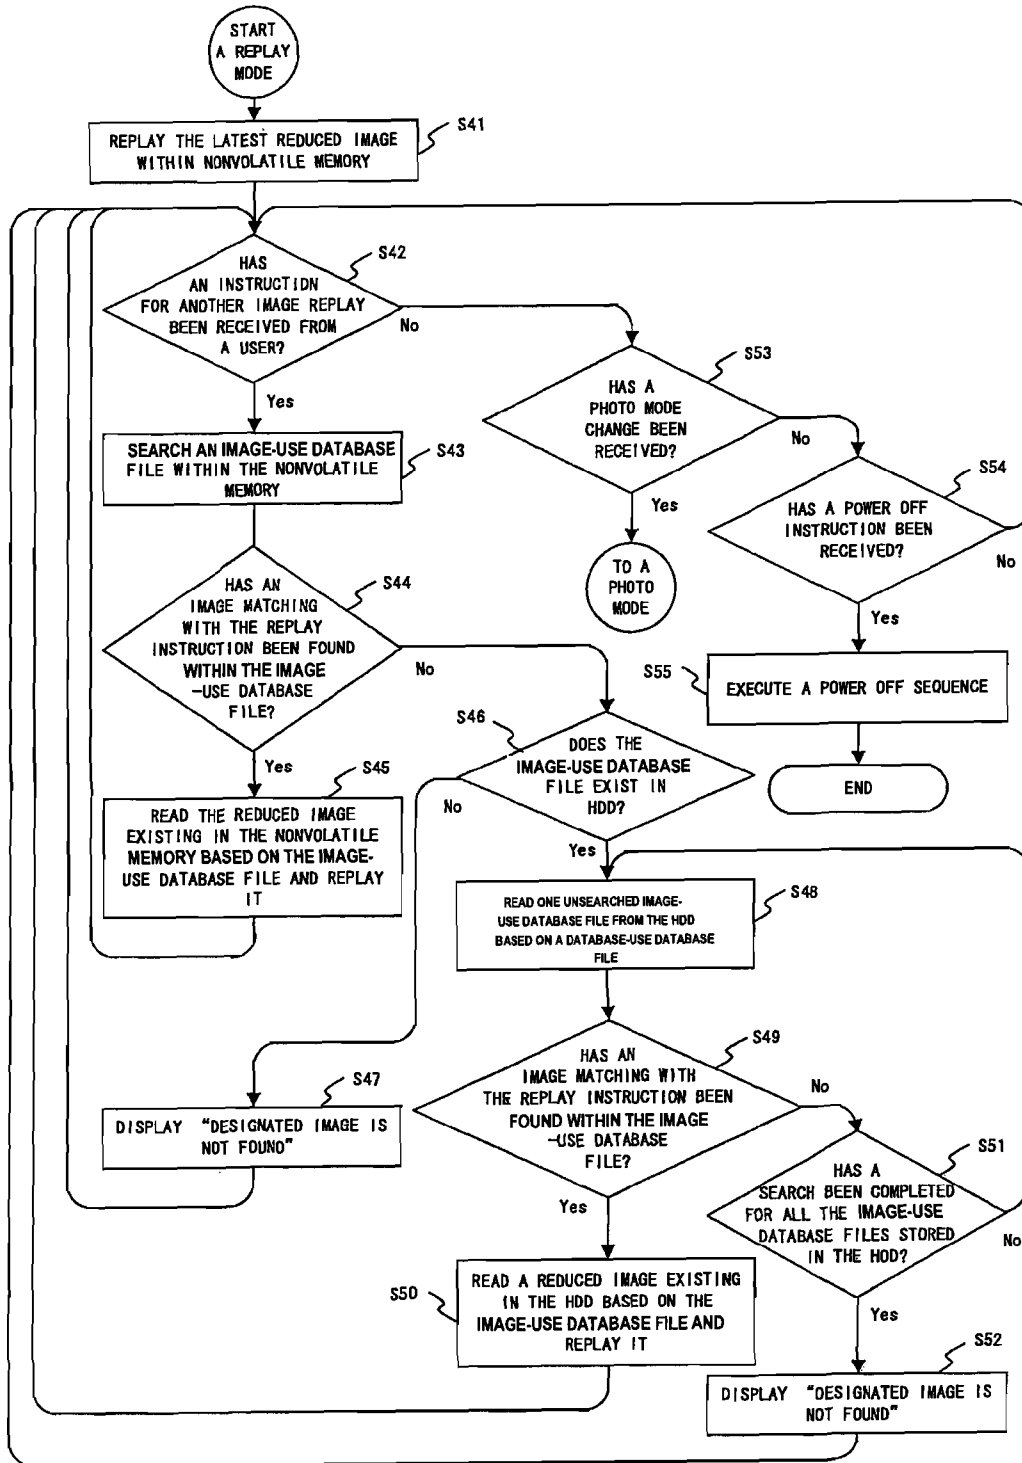 START
A REPLAY
MODE
S41
REPLAY THE LATEST REDUCED IMAGE
WITHIN NONVOLATILE MEMORY
S42
HAS
AN INSTRUCTION
FOR ANOTHER IMAGE REPLAY
BEEN RECEIVED FROM
A USER?
No
Yes
S53
HAS A
PHOTO MODE
CHANGE BEEN
RECEIVED?
No
Yes
S43
SEARCH AN IMAGE-USE DATABASE
FILE WITHIN THE NONVOLATILE
MEMORY
S54
HAS A POWER OFF
INSTRUCTION BEEN
RECEIVED?
No
Yes
TO A
PHOTO
MODE
S44
HAS AN
IMAGE MATCHING
WITH THE REPLAY
INSTRUCTION BEEN FOUND
WITHIN THE IMAGE
-USE DATABASE
FILE?
No
Yes
S55
EXECUTE A POWER OFF SEQUENCE
END
S46
DOES THE
IMAGE-USE DATABASE
FILE EXIST IN
HDD?
No
Yes
S45
READ THE REDUCED IMAGE
EXISTING IN THE NONVOLATILE
MEMORY BASED ON THE IMAGE-
USE DATABASE FILE AND REPLAY
IT
S48
READ ONE UNSEARCHED IMAGE-
USE DATABASE FILE FROM THE HDD
BASED ON A DATABASE-USE DATABASE
FILE
S49
HAS AN
IMAGE MATCHING WITH
THE REPLAY INSTRUCTION BEEN
FOUND WITHIN THE IMAGE
-USE DATABASE
FILE?
No
Yes
S47
DISPLAY "DESIGNATED IMAGE IS
NOT FOUND"
S51
HAS A
SEARCH BEEN COMPLETED
FOR ALL THE IMAGE-USE
DATABASE FILES STORED
IN THE HDD?
No
Yes
S50
READ A REDUCED IMAGE EXISTING
IN THE HDD BASED ON THE
IMAGE-USE DATABASE FILE AND
REPLAY IT
S52
DISPLAY "DESIGNATED IMAGE IS
NOT FOUND"